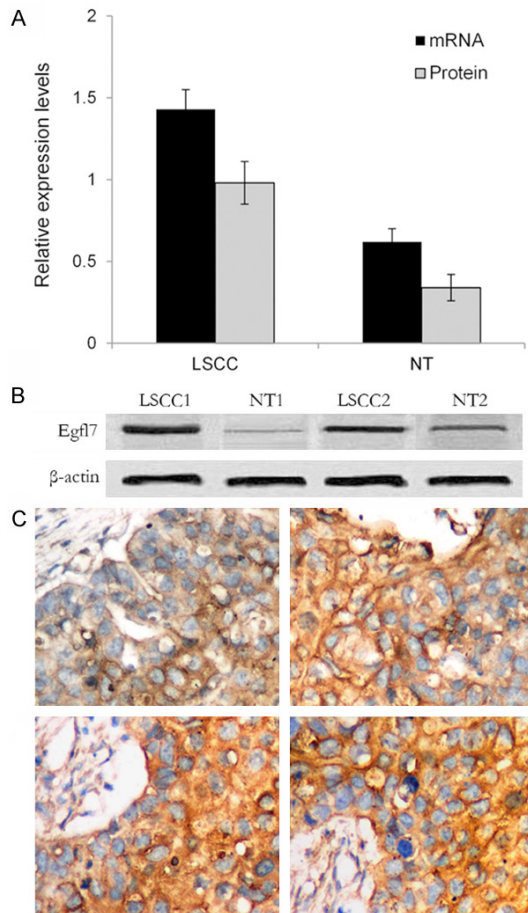 A
2
1.5
1
0.5
0
Relative expression levels
mRNA
Protein
LSCC NT
B
LSCC1 NT1 LSCC2 NT2
Egfl7
β-actin
C